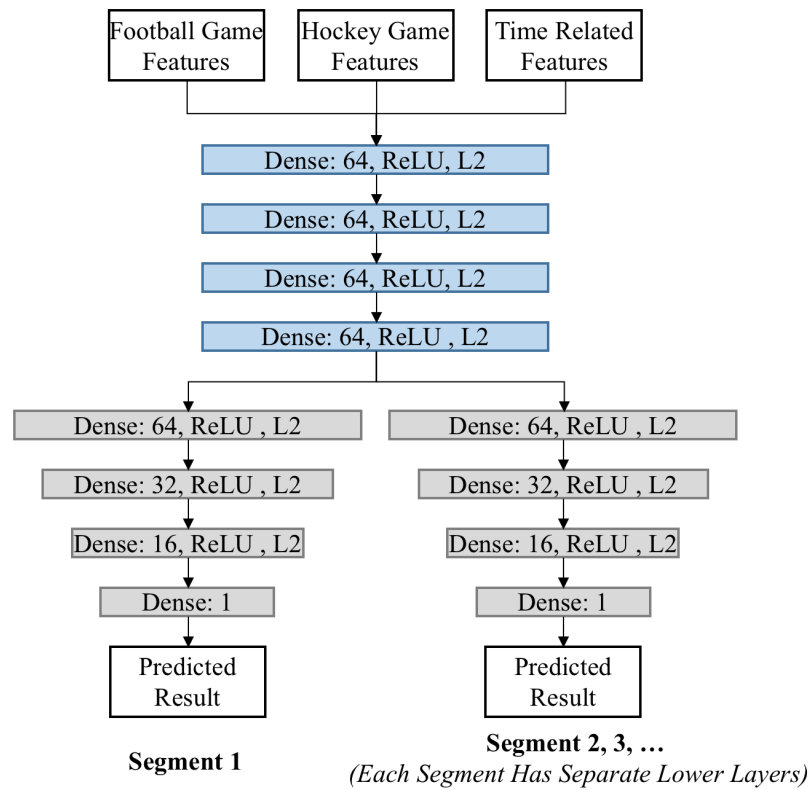 Football Game
Features
Hockey Game
Features
Time Related
Features
Dense: 64, ReLU, L2
Dense: 64, ReLU, L2
Dense: 64, ReLU, L2
Dense: 64, ReLU , L2
Dense: 64, ReLU , L2
Dense: 64, ReLU , L2
Dense: 32, ReLU , L2
Dense: 32, ReLU , L2
Dense: 16, ReLU , L2
Dense: 16, ReLU , L2
Dense: 1
Dense: 1
Predicted
Result
Predicted
Result
Segment 1
Segment 2, 3, …
(Each Segment Has Separate Lower Layers)